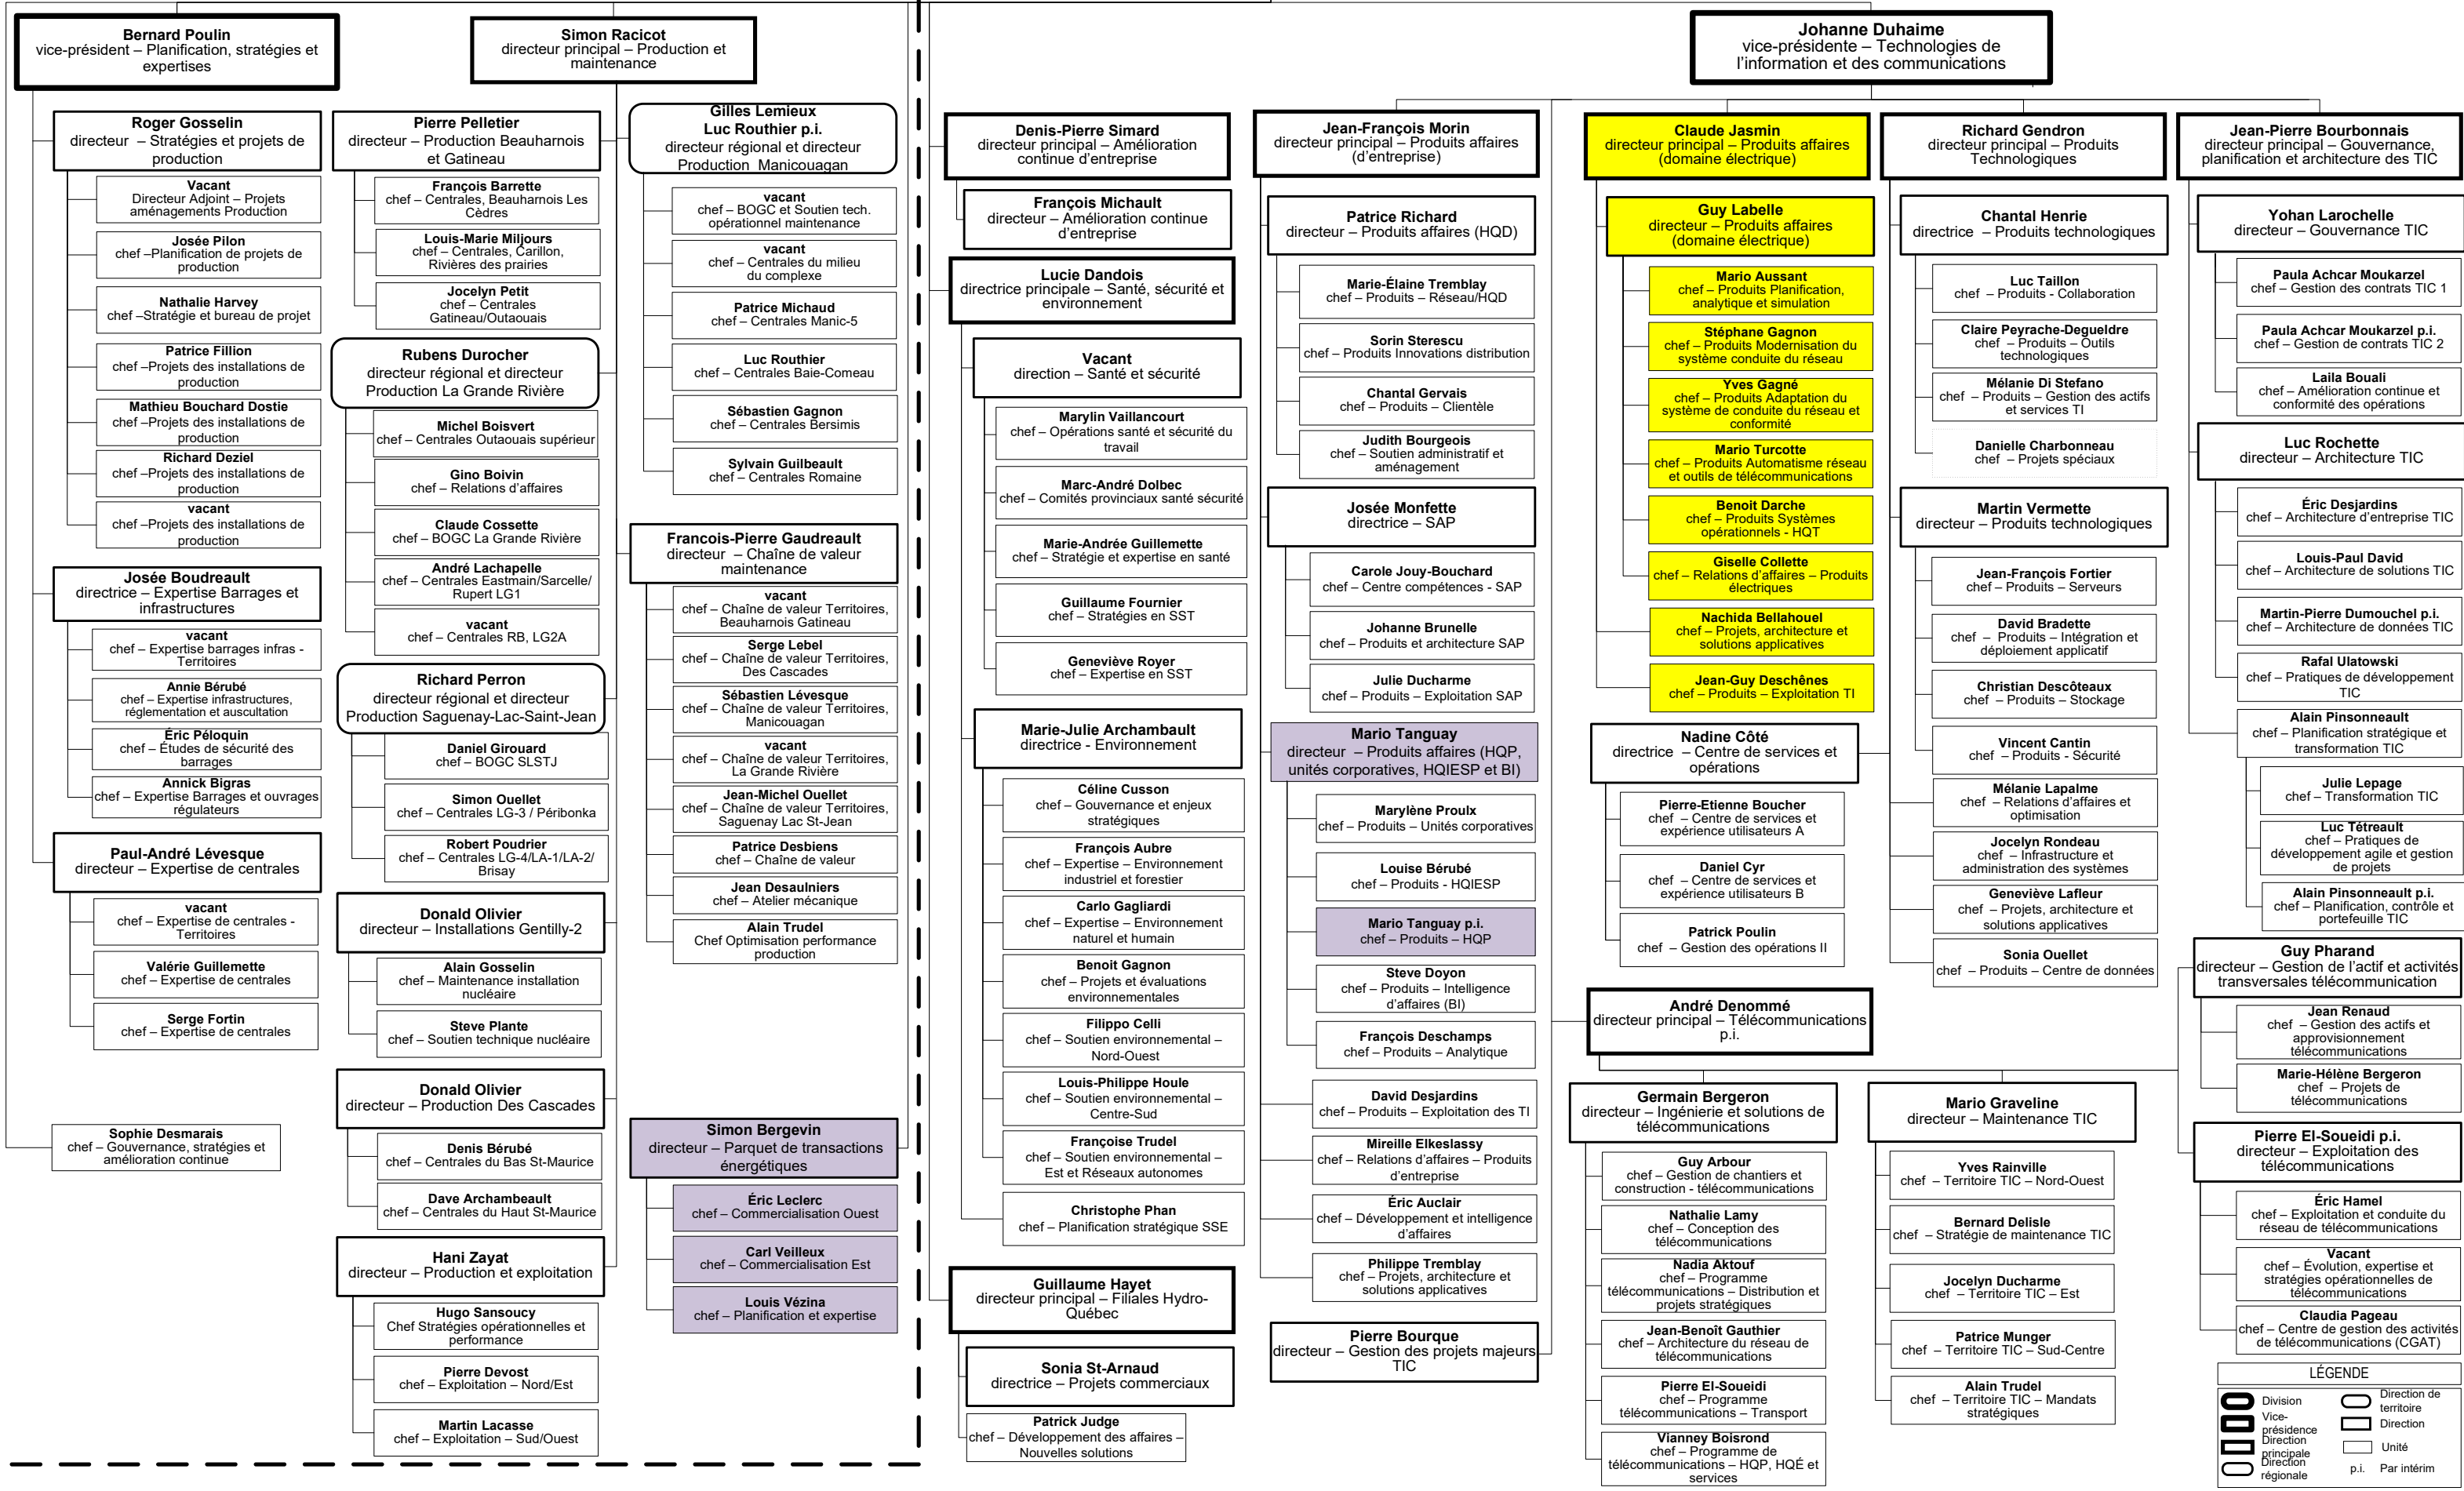 Bernard Poulin
vice-président – Planification, stratégies et
expertises
Roger Gosselin
directeur – Stratégies et projets de
production
Vacant
Directeur Adjoint – Projets
aménagements Production
Josée Pilon
chef –Planification de projets de
production
Nathalie Harvey
chef –Stratégie et bureau de projet
Patrice Fillion
chef –Projets des installations de
production
Mathieu Bouchard Dostie
chef –Projets des installations de
production
Richard Deziel
chef –Projets des installations de
production
vacant
chef –Projets des installations de
production
Josée Boudreault
directrice – Expertise Barrages et
infrastructures
vacant
chef – Expertise barrages infras -
Territoires
Annie Bérubé
chef – Expertise infrastructures,
réglementation et auscultation
Éric Péloquin
chef – Études de sécurité des
barrages
Annick Bigras
chef – Expertise Barrages et ouvrages
régulateurs
Paul-André Lévesque
directeur – Expertise de centrales
vacant
chef – Expertise de centrales -
Territoires
Valérie Guillemette
chef – Expertise de centrales
Serge Fortin
chef – Expertise de centrales
Sophie Desmarais
chef – Gouvernance, stratégies et
amélioration continue
Simon Racicot
directeur principal – Production et
maintenance
Pierre Pelletier
directeur – Production Beauharnois
et Gatineau
François Barrette
chef – Centrales, Beauharnois Les
Cèdres
Louis-Marie Miljours
chef – Centrales, Carillon,
Rivières des prairies
Jocelyn Petit
chef – Centrales
Gatineau/Outaouais
Rubens Durocher
directeur régional et directeur
Production La Grande Rivière
Michel Boisvert
chef – Centrales Outaouais supérieur
Gino Boivin
chef – Relations d'affaires
Claude Cossette
chef – BOGC La Grande Rivière
André Lachapelle
chef – Centrales Eastmain/Sarcelle/
Rupert LG1
vacant
chef – Centrales RB, LG2A
Richard Perron
directeur régional et directeur
Production Saguenay-Lac-Saint-Jean
Daniel Girouard
chef – BOGC SLSTJ
Simon Ouellet
chef – Centrales LG-3 / Péribonka
Robert Poudrier
chef – Centrales LG-4/LA-1/LA-2/
Brisay
Donald Olivier
directeur – Installations Gentilly-2
Alain Gosselin
chef – Maintenance installation
nucléaire
Steve Plante
chef – Soutien technique nucléaire
Donald Olivier
directeur – Production Des Cascades
Denis Bérubé
chef – Centrales du Bas St-Maurice
Dave Archambeault
chef – Centrales du Haut St-Maurice
Hani Zayat
directeur – Production et exploitation
Hugo Sansoucy
Chef Stratégies opérationnelles et
performance
Pierre Devost
chef – Exploitation – Nord/Est
Martin Lacasse
chef – Exploitation – Sud/Ouest
Gilles Lemieux
Luc Routhier p.i.
directeur régional et directeur
Production Manicouagan
vacant
chef – BOGC et Soutien tech.
opérationnel maintenance
vacant
chef – Centrales du milieu
du complexe
Patrice Michaud
chef – Centrales Manic-5
Luc Routhier
chef – Centrales Baie-Comeau
Sébastien Gagnon
chef – Centrales Bersimis
Sylvain Guilbeault
chef – Centrales Romaine
Francois-Pierre Gaudreault
directeur – Chaîne de valeur
maintenance
vacant
chef – Chaîne de valeur Territoires,
Beauharnois Gatineau
Serge Lebel
chef – Chaîne de valeur Territoires,
Des Cascades
Sébastien Lévesque
chef – Chaîne de valeur Territoires,
Manicouagan
vacant
chef – Chaîne de valeur Territoires,
La Grande Rivière
Jean-Michel Ouellet
chef – Chaîne de valeur Territoires,
Saguenay Lac St-Jean
Patrice Desbiens
chef – Chaîne de valeur
Jean Desaulniers
chef – Atelier mécanique
Alain Trudel
Chef Optimisation performance
production
Simon Bergevin
directeur – Parquet de transactions
énergétiques
Éric Leclerc
chef – Commercialisation Ouest
Carl Veilleux
chef – Commercialisation Est
Louis Vézina
chef – Planification et expertise
Denis-Pierre Simard
directeur principal – Amélioration
continue d'entreprise
François Michault
directeur – Amélioration continue
d'entreprise
Lucie Dandois
directrice principale – Santé, sécurité et
environnement
Vacant
direction – Santé et sécurité
Marylin Vaillancourt
chef – Opérations santé et sécurité du
travail
Marc-André Dolbec
chef – Comités provinciaux santé sécurité
Marie-Andrée Guillemette
chef – Stratégie et expertise en santé
Guillaume Fournier
chef – Stratégies en SST
Geneviève Royer
chef – Expertise en SST
Marie-Julie Archambault
directrice - Environnement
Céline Cusson
chef – Gouvernance et enjeux
stratégiques
François Aubre
chef – Expertise – Environnement
industriel et forestier
Carlo Gagliardi
chef – Expertise – Environnement
naturel et humain
Benoit Gagnon
chef – Projets et évaluations
environnementales
Filippo Celli
chef – Soutien environnemental –
Nord-Ouest
Louis-Philippe Houle
chef – Soutien environnemental –
Centre-Sud
Françoise Trudel
chef – Soutien environnemental –
Est et Réseaux autonomes
Christophe Phan
chef – Planification stratégique SSE
Guillaume Hayet
directeur principal – Filiales Hydro-
Québec
Sonia St-Arnaud
directrice – Projets commerciaux
Patrick Judge
chef – Développement des affaires –
Nouvelles solutions
Johanne Duhaime
vice-présidente – Technologies de
l'information et des communications
Jean-François Morin
directeur principal – Produits affaires
(d'entreprise)
Patrice Richard
directeur – Produits affaires (HQD)
Marie-Élaine Tremblay
chef – Produits – Réseau/HQD
Sorin Sterescu
chef – Produits Innovations distribution
Chantal Gervais
chef – Produits – Clientèle
Judith Bourgeois
chef – Soutien administratif et
aménagement
Josée Monfette
directrice – SAP
Carole Jouy-Bouchard
chef – Centre compétences - SAP
Johanne Brunelle
chef – Produits et architecture SAP
Julie Ducharme
chef – Produits – Exploitation SAP
Mario Tanguay
directeur – Produits affaires (HQP,
unités corporatives, HQIESP et BI)
Marylène Proulx
chef – Produits – Unités corporatives
Louise Bérubé
chef – Produits - HQIESP
Mario Tanguay p.i.
chef – Produits – HQP
Steve Doyon
chef – Produits – Intelligence
d'affaires (BI)
François Deschamps
chef – Produits – Analytique
David Desjardins
chef – Produits – Exploitation des TI
Mireille Elkeslassy
chef – Relations d'affaires – Produits
d'entreprise
Éric Auclair
chef – Développement et intelligence
d'affaires
Philippe Tremblay
chef – Projets, architecture et
solutions applicatives
Pierre Bourque
directeur – Gestion des projets majeurs
TIC
Claude Jasmin
directeur principal – Produits affaires
(domaine électrique)
Guy Labelle
directeur – Produits affaires
(domaine électrique)
Mario Aussant
chef – Produits Planification,
analytique et simulation
Stéphane Gagnon
chef – Produits Modernisation du
système conduite du réseau
Yves Gagné
chef – Produits Adaptation du
système de conduite du réseau et
conformité
Mario Turcotte
chef – Produits Automatisme réseau
et outils de télécommunications
Benoit Darche
chef – Produits Systèmes
opérationnels - HQT
Giselle Collette
chef – Relations d'affaires – Produits
électriques
Nachida Bellahouel
chef – Projets, architecture et
solutions applicatives
Jean-Guy Deschênes
chef – Produits – Exploitation TI
Nadine Côté
directrice – Centre de services et
opérations
Pierre-Etienne Boucher
chef – Centre de services et
expérience utilisateurs A
Daniel Cyr
chef – Centre de services et
expérience utilisateurs B
Patrick Poulin
chef – Gestion des opérations II
André Denommé
directeur principal – Télécommunications
p.i.
Germain Bergeron
directeur – Ingénierie et solutions de
télécommunications
Guy Arbour
chef – Gestion de chantiers et
construction - télécommunications
Nathalie Lamy
chef – Conception des
télécommunications
Nadia Aktouf
chef – Programme
télécommunications – Distribution et
projets stratégiques
Jean-Benoît Gauthier
chef – Architecture du réseau de
télécommunications
Pierre El-Soueidi
chef – Programme
télécommunications – Transport
Vianney Boisrond
chef – Programme de
télécommunications – HQP, HQÉ et
services
Richard Gendron
directeur principal – Produits
Technologiques
Chantal Henrie
directrice – Produits technologiques
Luc Taillon
chef – Produits - Collaboration
Claire Peyrache-Degueldre
chef – Produits – Outils
technologiques
Mélanie Di Stefano
chef – Produits – Gestion des actifs
et services TI
Danielle Charbonneau
chef – Projets spéciaux
Martin Vermette
directeur – Produits technologiques
Jean-François Fortier
chef – Produits – Serveurs
David Bradette
chef – Produits – Intégration et
déploiement applicatif
Christian Descôteaux
chef – Produits – Stockage
Vincent Cantin
chef – Produits - Sécurité
Mélanie Lapalme
chef – Relations d'affaires et
optimisation
Jocelyn Rondeau
chef – Infrastructure et
administration des systèmes
Geneviève Lafleur
chef – Projets, architecture et
solutions applicatives
Sonia Ouellet
chef – Produits – Centre de données
Mario Graveline
directeur – Maintenance TIC
Yves Rainville
chef – Territoire TIC – Nord-Ouest
Bernard Delisle
chef – Stratégie de maintenance TIC
Jocelyn Ducharme
chef – Territoire TIC – Est
Patrice Munger
chef – Territoire TIC – Sud-Centre
Alain Trudel
chef – Territoire TIC – Mandats
stratégiques
Jean-Pierre Bourbonnais
directeur principal – Gouvernance,
planification et architecture des TIC
Yohan Larochelle
directeur – Gouvernance TIC
Paula Achcar Moukarzel
chef – Gestion des contrats TIC 1
Paula Achcar Moukarzel p.i.
chef – Gestion de contrats TIC 2
Laila Bouali
chef – Amélioration continue et
conformité des opérations
Luc Rochette
directeur – Architecture TIC
Éric Desjardins
chef – Architecture d'entreprise TIC
Louis-Paul David
chef – Architecture de solutions TIC
Martin-Pierre Dumouchel p.i.
chef – Architecture de données TIC
Rafal Ulatowski
chef – Pratiques de développement
TIC
Alain Pinsonneault
chef – Planification stratégique et
transformation TIC
Julie Lepage
chef – Transformation TIC
Luc Tétreault
chef – Pratiques de
développement agile et gestion
de projets
Alain Pinsonneault p.i.
chef – Planification, contrôle et
portefeuille TIC
Guy Pharand
directeur – Gestion de l'actif et activités
transversales télécommunication
Jean Renaud
chef – Gestion des actifs et
approvisionnement
télécommunications
Marie-Hélène Bergeron
chef – Projets de
télécommunications
Pierre El-Soueidi p.i.
directeur – Exploitation des
télécommunications
Éric Hamel
chef – Exploitation et conduite du
réseau de télécommunications
Vacant
chef – Évolution, expertise et
stratégies opérationnelles de
télécommunications
Claudia Pageau
chef – Centre de gestion des activités
de télécommunications (CGAT)
LÉGENDE
Division
Vice-
présidence
Direction
principale
Direction
régionale
Direction de
territoire
Direction
Unité
p.i. Par intérim